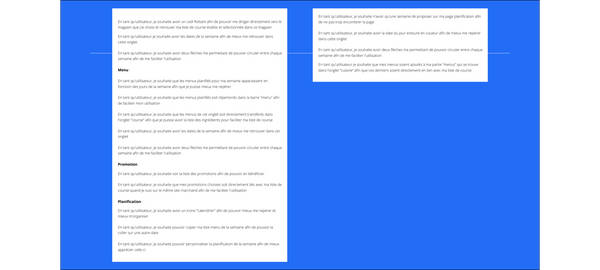 En tant qu'utilisateur, je souhaite avoir un cadi flottant afin de pouvoir me diriger directement vers le
magasin que j'ai choisi et retrouver ma liste de course établie et sélectionnée dans ce magasin
En tant qu'utilisateur, je souhaite avoir les dates de la semaine afin de mieux me retrouver dans
cette onglet
En tant qu'utilisateur, je souhaite avoir deux flèches me permettant de pouvoir circuler entre chaque
semaine afin de me faciliter l'utilisation
Menu
En tant qu'utilisateur, je souhaite que les menus planifiés pour ma semaine apparaissent en
fonction des jours de la semaine afin que je puisse mieux me repérer
En tant qu'utilisateur, je souhaite que les menus planifiés soit répertoriés dans la barre "menu" afin
de faciliter mon utilisation
En tant qu'utilisateur, je souhaite que les menus de cet onglet soit directement transférés dans
l'onglet "course" afin que je puisse avoir la liste des ingrédients pour faciliter ma liste de course
En tant qu'utilisateur, je souhaite avoir les dates de la semaine afin de mieux me retrouver dans cet
onglet
En tant qu'utilisateur, je souhaite avoir deux flèches me permettant de pouvoir circuler entre chaque
semaine afin de me faciliter l'utilisation
Promotion
En tant qu'utilisateur, je souhaite voir la liste des promotions afin de pouvoir en bénéficier
En tant qu'utilisateur, je souhaite que mes promotions choisies soit directement liés avec ma liste de
course quand je suis sur le même site marchand afin de me faciliter l'utilisation
Planification
En tant qu'utilisateur, je souhaite avoir un icone "calendrier" afin de pouvoir mieux me repérer et
mieux m'organiser
En tant qu'utilisateur, je souhaite pouvoir copier ma liste menu de la semaine afin de pouvoir la
coller sur une autre date
En tant qu'utilisateur, je souhaite pouvoir personnaliser la planification de la semaine afin de mieux
apprécier celle-ci
En tant qu'utilisateur, je souhaite n'avoir qu'une semaine de proposer sur ma page planification afin
de ne pas trop encombrer la page
En tant qu'utilisateur, je souhaite avoir la date du jour entouré en couleur afin de mieux me repérer
dans cette onglet
En tant qu'utilisateur, je souhaite avoir deux flèches me permettant de pouvoir circuler entre chaque
semaine afin de me faciliter l'utilisation
En tant qu'utilisateur, je souhaite que mes menus soient ajoutés à ma partie "menus" qui se trouve
dans l'onglet "cuisine" afin que ces derniers soient directement en lien avec ma liste de course